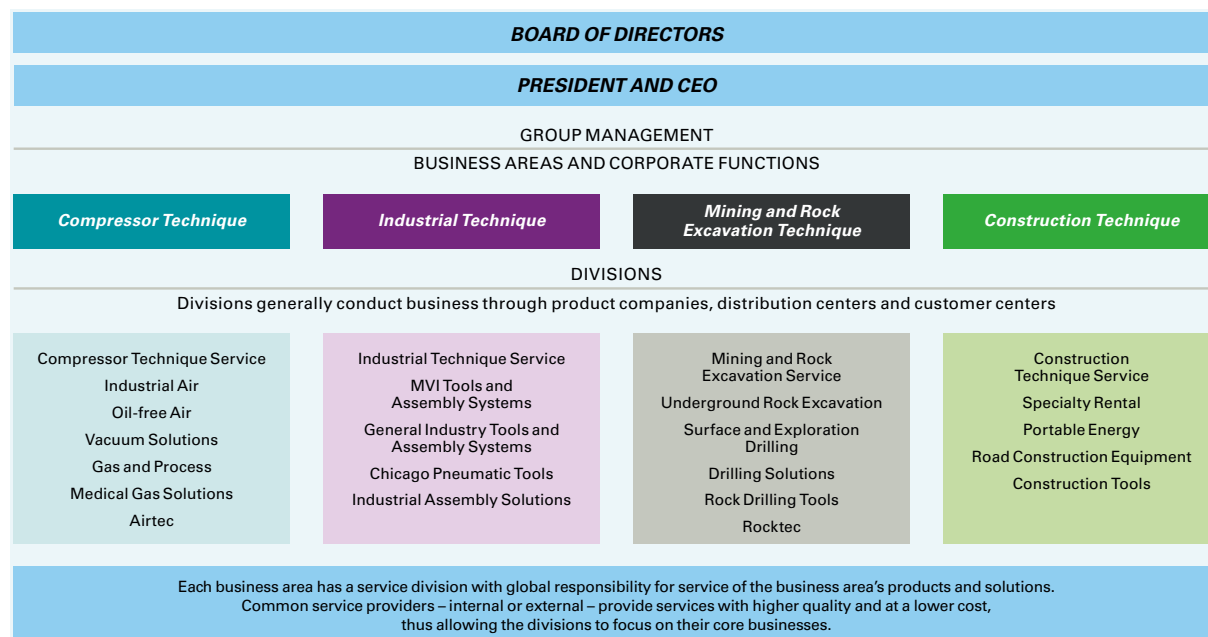 BOARD OF DIRECTORS
PRESIDENT AND CEO
GROUP MANAGEMENT
BUSINESS AREAS AND CORPORATE FUNCTIONS
Compressor Technique
Industrial Technique
Mining and Rock
Excavation Technique
Construction Technique
DIVISIONS
Divisions generally conduct business through product companies, distribution centers and customer centers
Compressor Technique Service
Industrial Air
Oil-free Air
Vacuum Solutions
Gas and Process
Medical Gas Solutions
Airtec
Industrial Technique Service
MVI Tools and
Assembly Systems
General Industry Tools and
Assembly Systems
Chicago Pneumatic Tools
Industrial Assembly Solutions
Mining and Rock
Excavation Service
Underground Rock Excavation
Surface and Exploration
Drilling
Drilling Solutions
Rock Drilling Tools
Rocktec
Construction
Technique Service
Specialty Rental
Portable Energy
Road Construction Equipment
Construction Tools
Each business area has a service division with global responsibility for service of the business area's products and solutions.
Common service providers – internal or external – provide services with higher quality and at a lower cost,
thus allowing the divisions to focus on their core businesses.